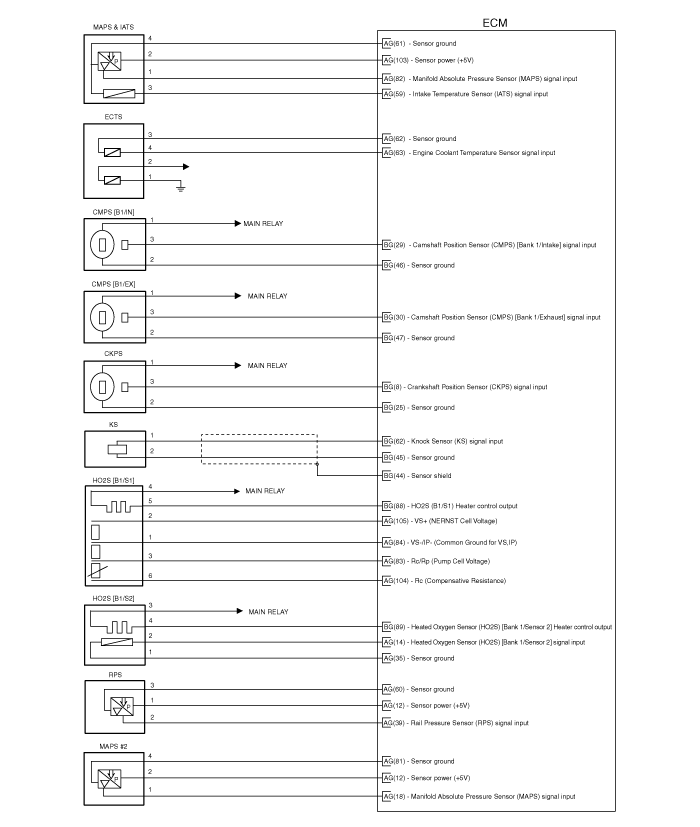 ECM
MAPS & IATS
4 AG(61) - Sensor ground
2 AG(103) - Sensor power (+5V)
1 AG(82) - Manifold Absolute Pressure Sensor (MAPS) signal input
3 AG(59) - Intake Temperature Sensor (IATS) signal input
P
ECTS
3 AG(62) - Sensor ground
4 AG(63) - Engine Coolant Temperature Sensor signal input
2
1
CMPS [B1/IN]
1 MAIN RELAY
3 BG(29) - Camshaft Position Sensor (CMPS) [Bank 1/Intake] signal input
2 BG(46) - Sensor ground
CMPS [B1/EX]
1 MAIN RELAY
3 BG(30) - Camshaft Position Sensor (CMPS) [Bank 1/Exhaust] signal input
2 BG(47) - Sensor ground
CKPS
1 MAIN RELAY
3 BG(8) - Crankshaft Position Sensor (CKPS) signal input
2 BG(25) - Sensor ground
KS
1 BG(62) - Knock Sensor (KS) signal input
2 BG(45) - Sensor ground
BG(44) - Sensor shield
HO2S [B1/S1]
4 MAIN RELAY
5 BG(88) - HO2S (B1/S1) Heater control output
2 AG(105) - VS+ (NERNST Cell Voltage)
1 AG(84) - VS-/IP- (Common Ground for VS,IP)
3 AG(83) - Rc/Rp (Pump Cell Voltage)
6 AG(104) - Rc (Compensative Resistance)
HO2S [B1/S2]
3 MAIN RELAY
4 BG(89) - Heated Oxygen Sensor (HO2S) [Bank 1/Sensor 2] Heater control output
2 AG(14) - Heated Oxygen Sensor (HO2S) [Bank 1/Sensor 2] signal input
1 AG(35) - Sensor ground
RPS
3 AG(60) - Sensor ground
1 AG(12) - Sensor power (+5V)
2 AG(39) - Rail Pressure Sensor (RPS) signal input
P
MAPS #2
4 AG(81) - Sensor ground
2 AG(12) - Sensor power (+5V)
1 AG(18) - Manifold Absolute Pressure Sensor (MAPS) signal input
P